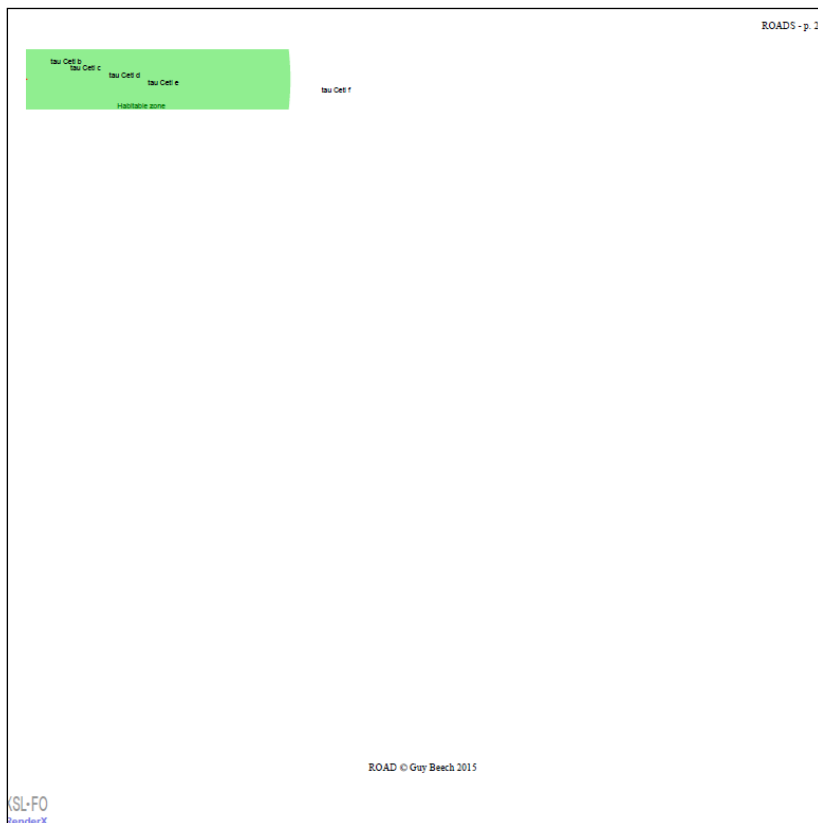 ROADS - p. 2
tau Ceti b
tau Ceti c
tau Ceti d
tau Ceti e
tau Ceti f
Habitable zone
ROAD © Guy Beech 2015
XSL•FO
RenderX